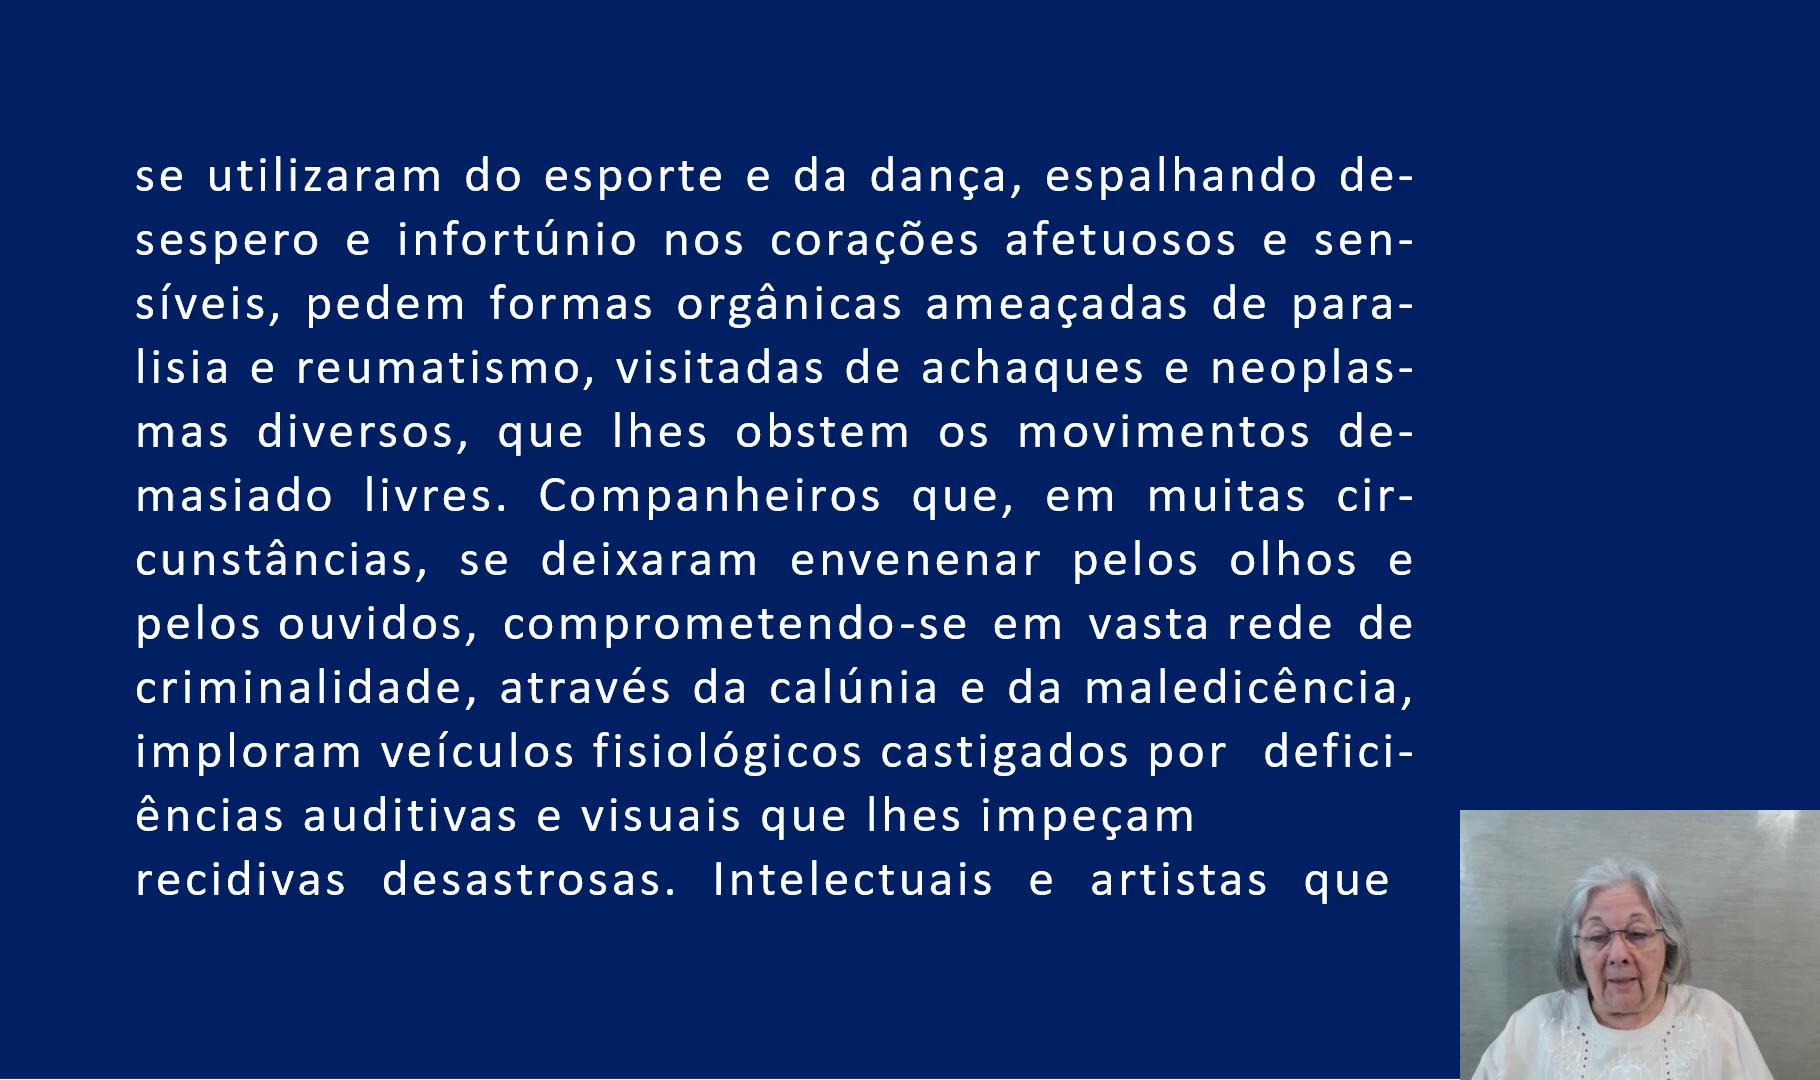 se utilizaram do esporte e da dança, espalhando de-
sespero e infortúnio nos corações afetuosos e sen-
síveis, pedem formas orgânicas ameaçadas de para-
lisia e reumatismo, visitadas de achaques e neoplas-
mas diversos, que lhes obstem os movimentos de-
masiado livres. Companheiros que, em muitas cir-
cunstâncias, se deixaram envenenar pelos olhos e
pelos ouvidos, comprometendo-se em vasta rede de
criminalidade, através da calúnia e da maledicência,
imploram veículos fisiológicos castigados por defici-
ências auditivas e visuais que lhes impeçam
recidivas desastrosas. Intelectuais e artistas que